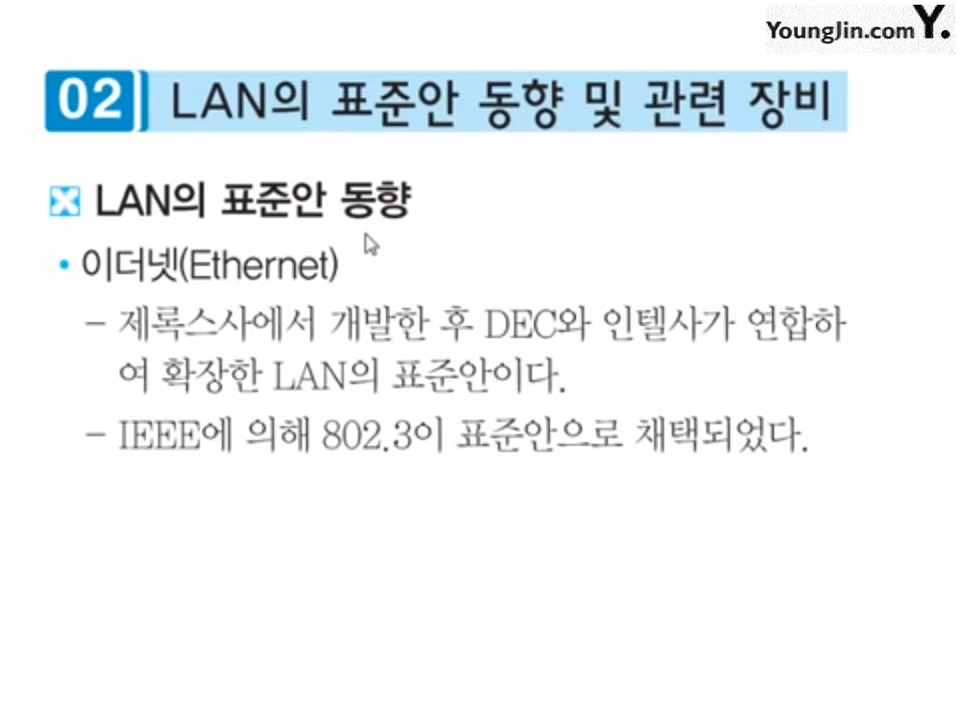 YoungJin.com Y.
02 LAN의 표준안 동향 및 관련 장비
LAN의 표준안 동향
• 이더넷(Ethernet)
– 제록스사에서 개발한 후 DEC와 인텔사가 연합하
여 확장한 LAN의 표준안이다.
– IEEE에 의해 802.3이 표준안으로 채택되었다.